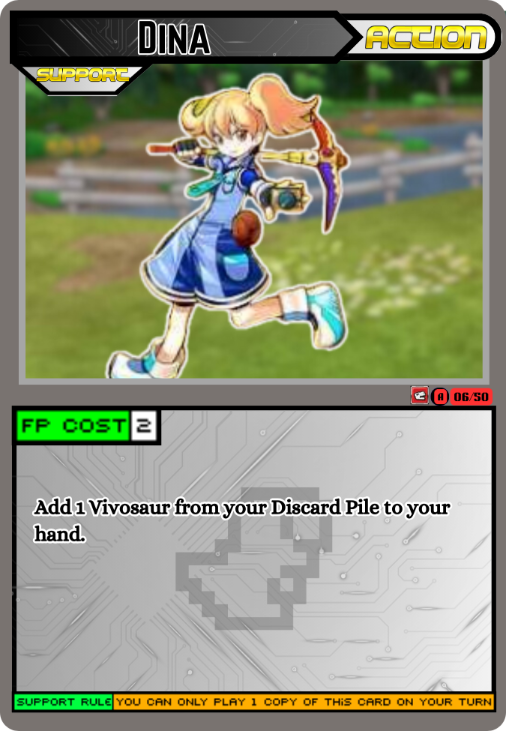 DINA
ACTION
SUPPORT
A 06/50
FP COST 2
Add 1 Vivosaur from your Discard Pile to your
hand.
SUPPORT RULE YOU CAN ONLY PLAY 1 COPY OF THIS CARD ON YOUR TURN